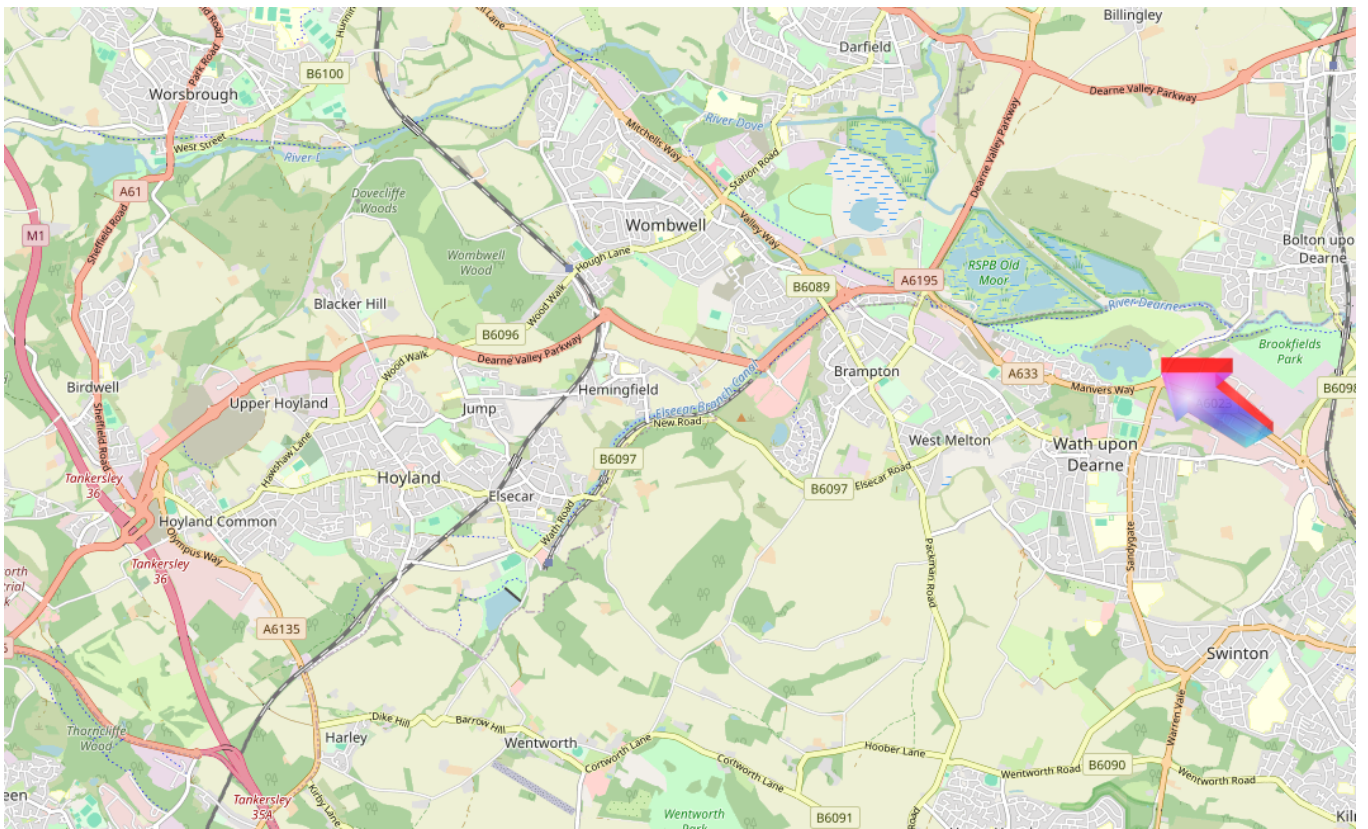 Billingley
Darfield
B6100
Worsbrough
Park Road
Dearne Valley Parkway
River Dove
West Street
Mitchells Way
Station Road
Dearne Valley Parkway
A61
Dovecliffe
Woods
Sheffield Road
M1
Wombwell
Valley Way
Wombwell
Wood
Hough Lane
RSPB Old
Moor
Bolton upo
Dearne
A6195
B6089
Blacker Hill
Wood Walk
B6096
River Dearne
Dearne Valley Parkway
Wood Walk
Brookfields
Park
A633
Manvers Way
Brampton
Birdwell
Hemingfield
B6098
Upper Hoyland
Jump
Elsecar Branch Canal
New Road
A6023
Sheffield Road
Hawshaw Lane
West Melton
Wath upon
Dearne
B6097
Hoyland
Elsecar Road
Tankersley
36
Elsecar
B6097
Hoyland Common
Wath Road
Olympus Way
Sandygate
Tankersley
36
Packman Road
A6135
Swinton
Thorncliffe
Wood
Dike Hill
Barrow Hill
Warren Vale
Harley
Wentworth
Cortworth Lane
Hoober Lane
Cortworth Lane
Wentworth Road
B6090
Wentworth Road
Tankersley
35A
Kirby Lane
Wentworth
Park
B6091
Road